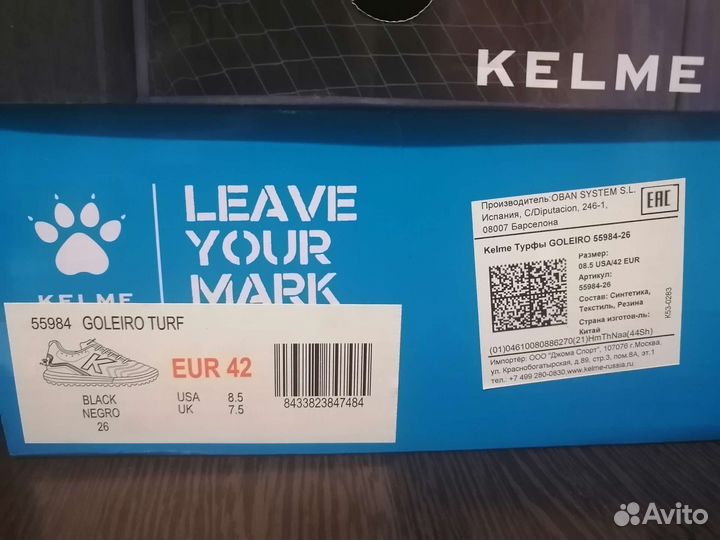 KELME
LEAVE
YOUR
MARK
KELME
55984 GOLEIRO TURF
EUR 42
BLACK
NEGRO
26
USA 8.5
UK 7.5
8433823847484
Производитель:OBAN SYSTEM S.L.
Испания, C/Diputacion, 246-1,
08007 Барселона
EAC
Kelme Турфы GOLEIRO 55984-26
Размер:
08.5 USA/42 EUR
Артикул:
55984-26
Состав: Синтетика,
Текстиль, Резина
Страна изготов-ль:
Китай
K53-0283
(01)04610080886270(21)HmThNaa(44Sh)
Импортёр: ООО "Джома Спорт", 107076 г.Москва,
ул. Краснобогатырская, д.89, стр.3, пом.8А, эт.1
тел.+7 499 280-0830,www.kelme-russia.ru
Avito